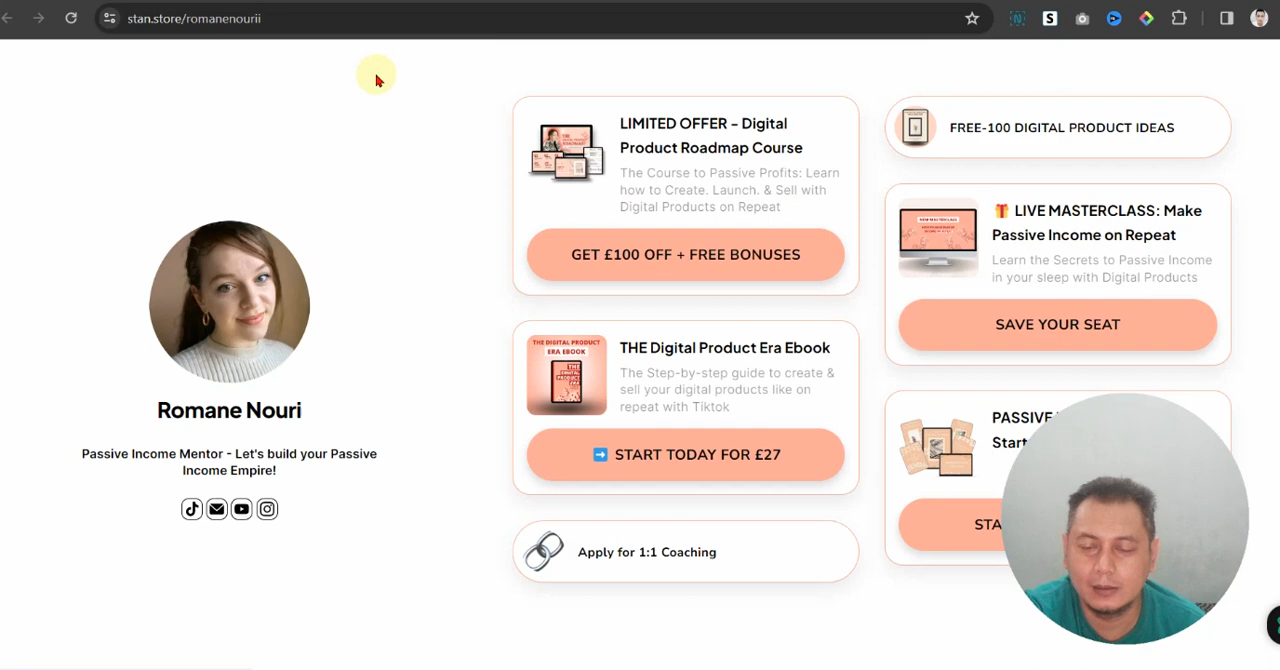 stan.store/romanenourii
Romane Nouri
Passive Income Mentor - Let's build your Passive
Income Empire!
LIMITED OFFER - Digital
Product Roadmap Course
The Course to Passive Profits: Learn
how to Create, Launch, & Sell with
Digital Products on Repeat
GET £100 OFF + FREE BONUSES
THE DIGITAL PRODUCT
ERA EBOOK
THE Digital Product Era Ebook
The Step-by-step guide to create &
sell your digital products like on
repeat with Tiktok
START TODAY FOR £27
Apply for 1:1 Coaching
FREE-100 DIGITAL PRODUCT IDEAS
LIVE MASTERCLASS: Make
Passive Income on Repeat
Learn the Secrets to Passive Income
in your sleep with Digital Products
SAVE YOUR SEAT
PASSIVE